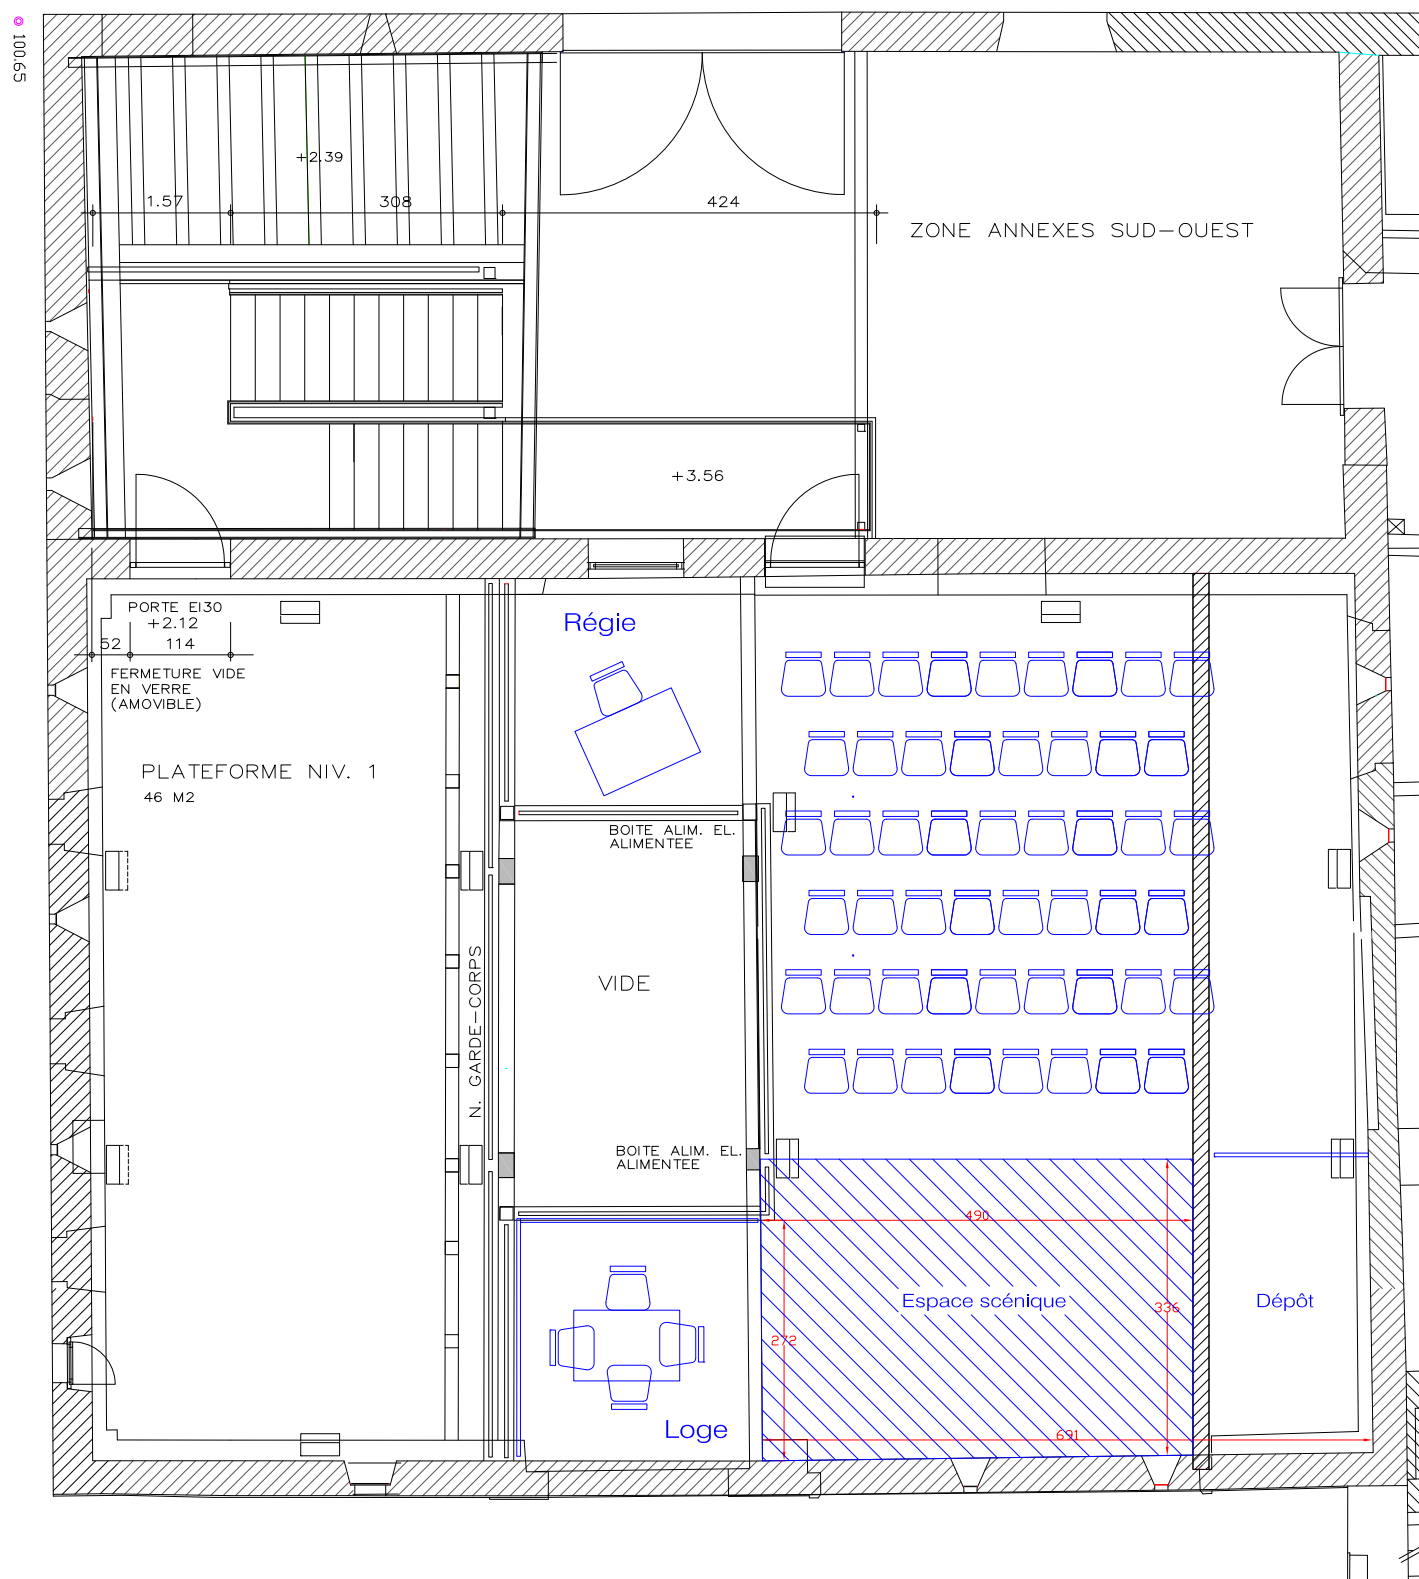 100.65
+2.39
1.57
308
424
ZONE ANNEXES SUD-OUEST
+3.56
PORTE EI30
+2.12
52
114
FERMETURE VIDE
EN VERRE
(AMOVIBLE)
Régie
PLATEFORME NIV. 1
46 M2
BOITE ALIM. EL.
ALIMENTEE
N. GARDE-CORPS
VIDE
BOITE ALIM. EL.
ALIMENTEE
490
Espace scénique
336
Dépôt
272
Loge
691